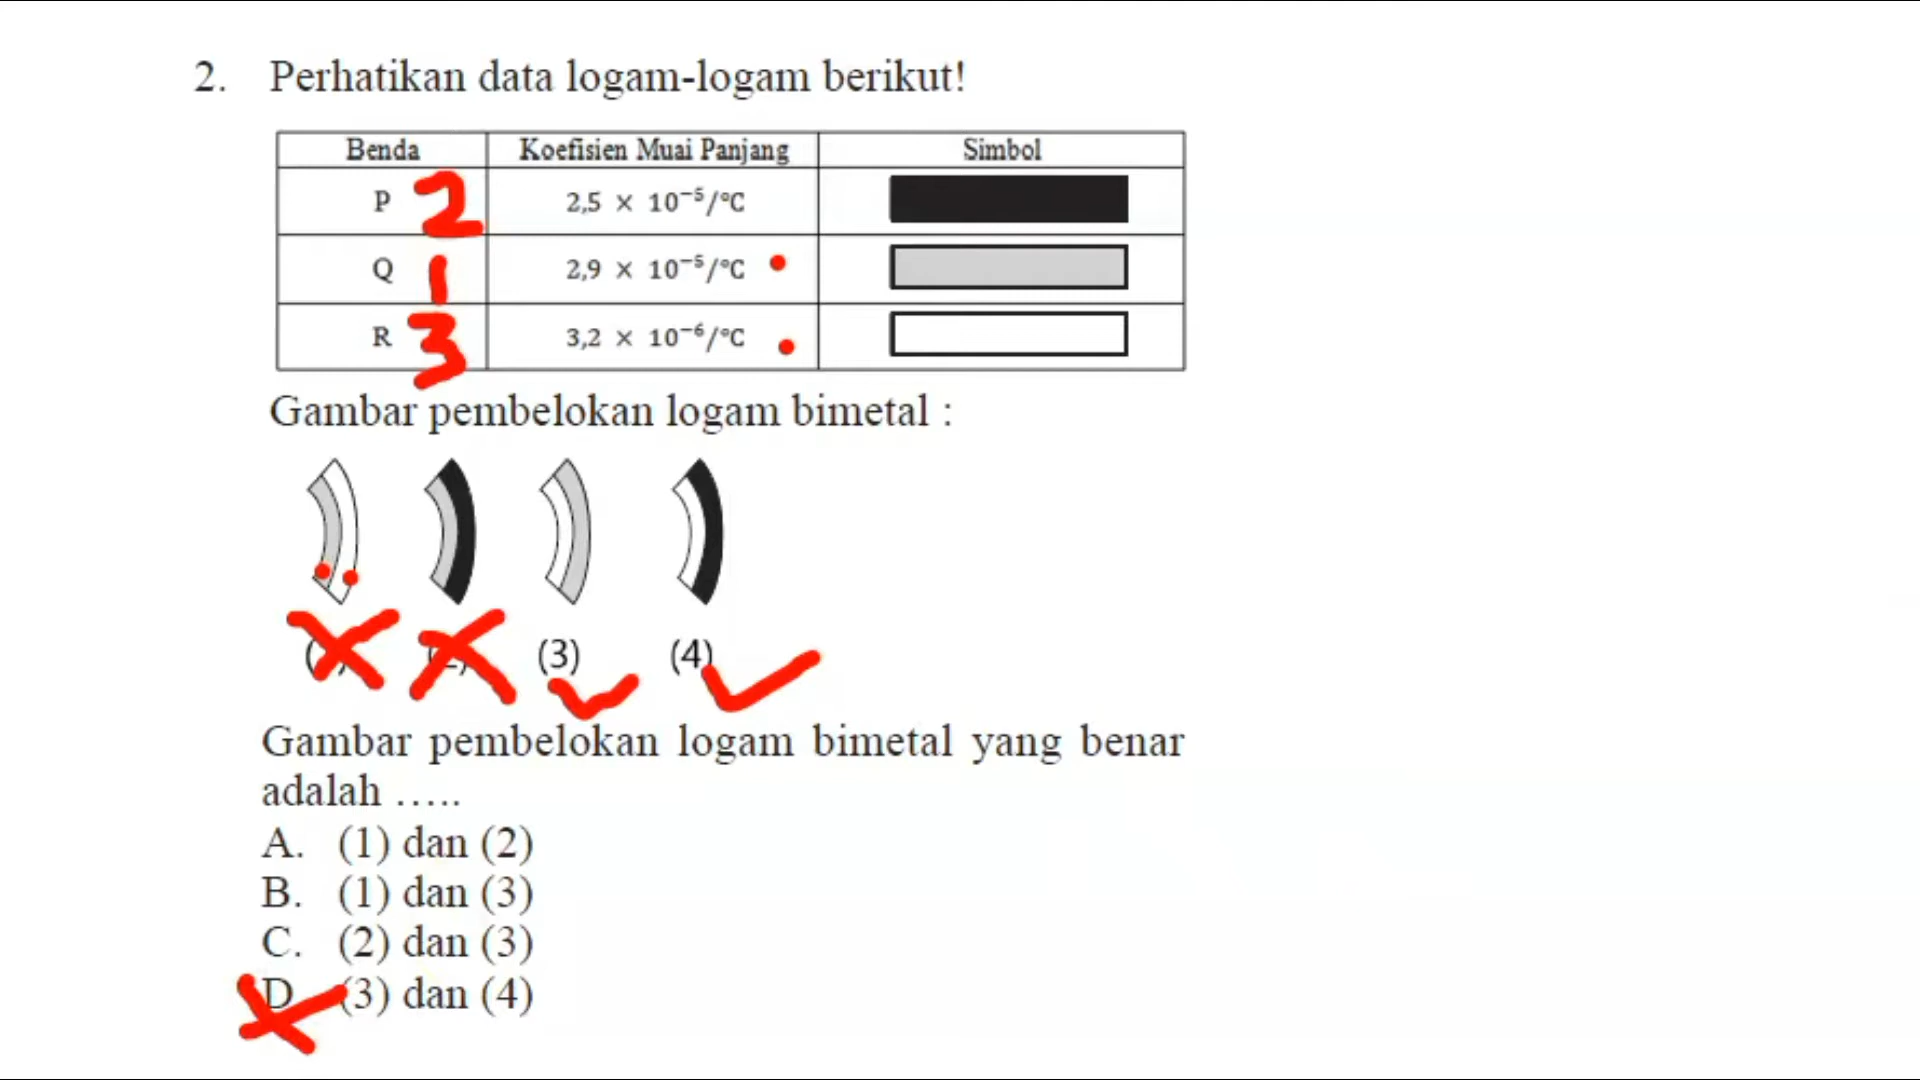 2. Perhatikan data logam-logam berikut!
Benda Koefisien Muai Panjang Simbol
P 2 2,5 × 10⁻⁵/°C
Q 1 2,9 × 10⁻⁵/°C
R 3 3,2 × 10⁻⁶/°C
Gambar pembelokan logam bimetal :
(3) (4)
Gambar pembelokan logam bimetal yang benar
adalah .....
A. (1) dan (2)
B. (1) dan (3)
C. (2) dan (3)
D (3) dan (4)